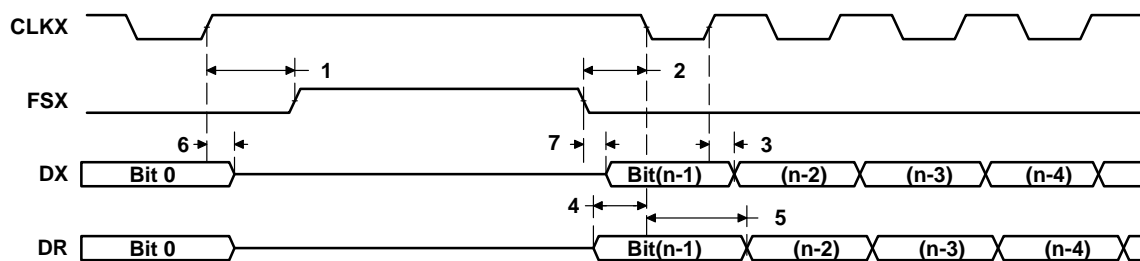 CLKX
1 2
FSX
6 7 3
DX Bit 0 Bit(n-1) (n-2) (n-3) (n-4)
4 5
DR Bit 0 Bit(n-1) (n-2) (n-3) (n-4)